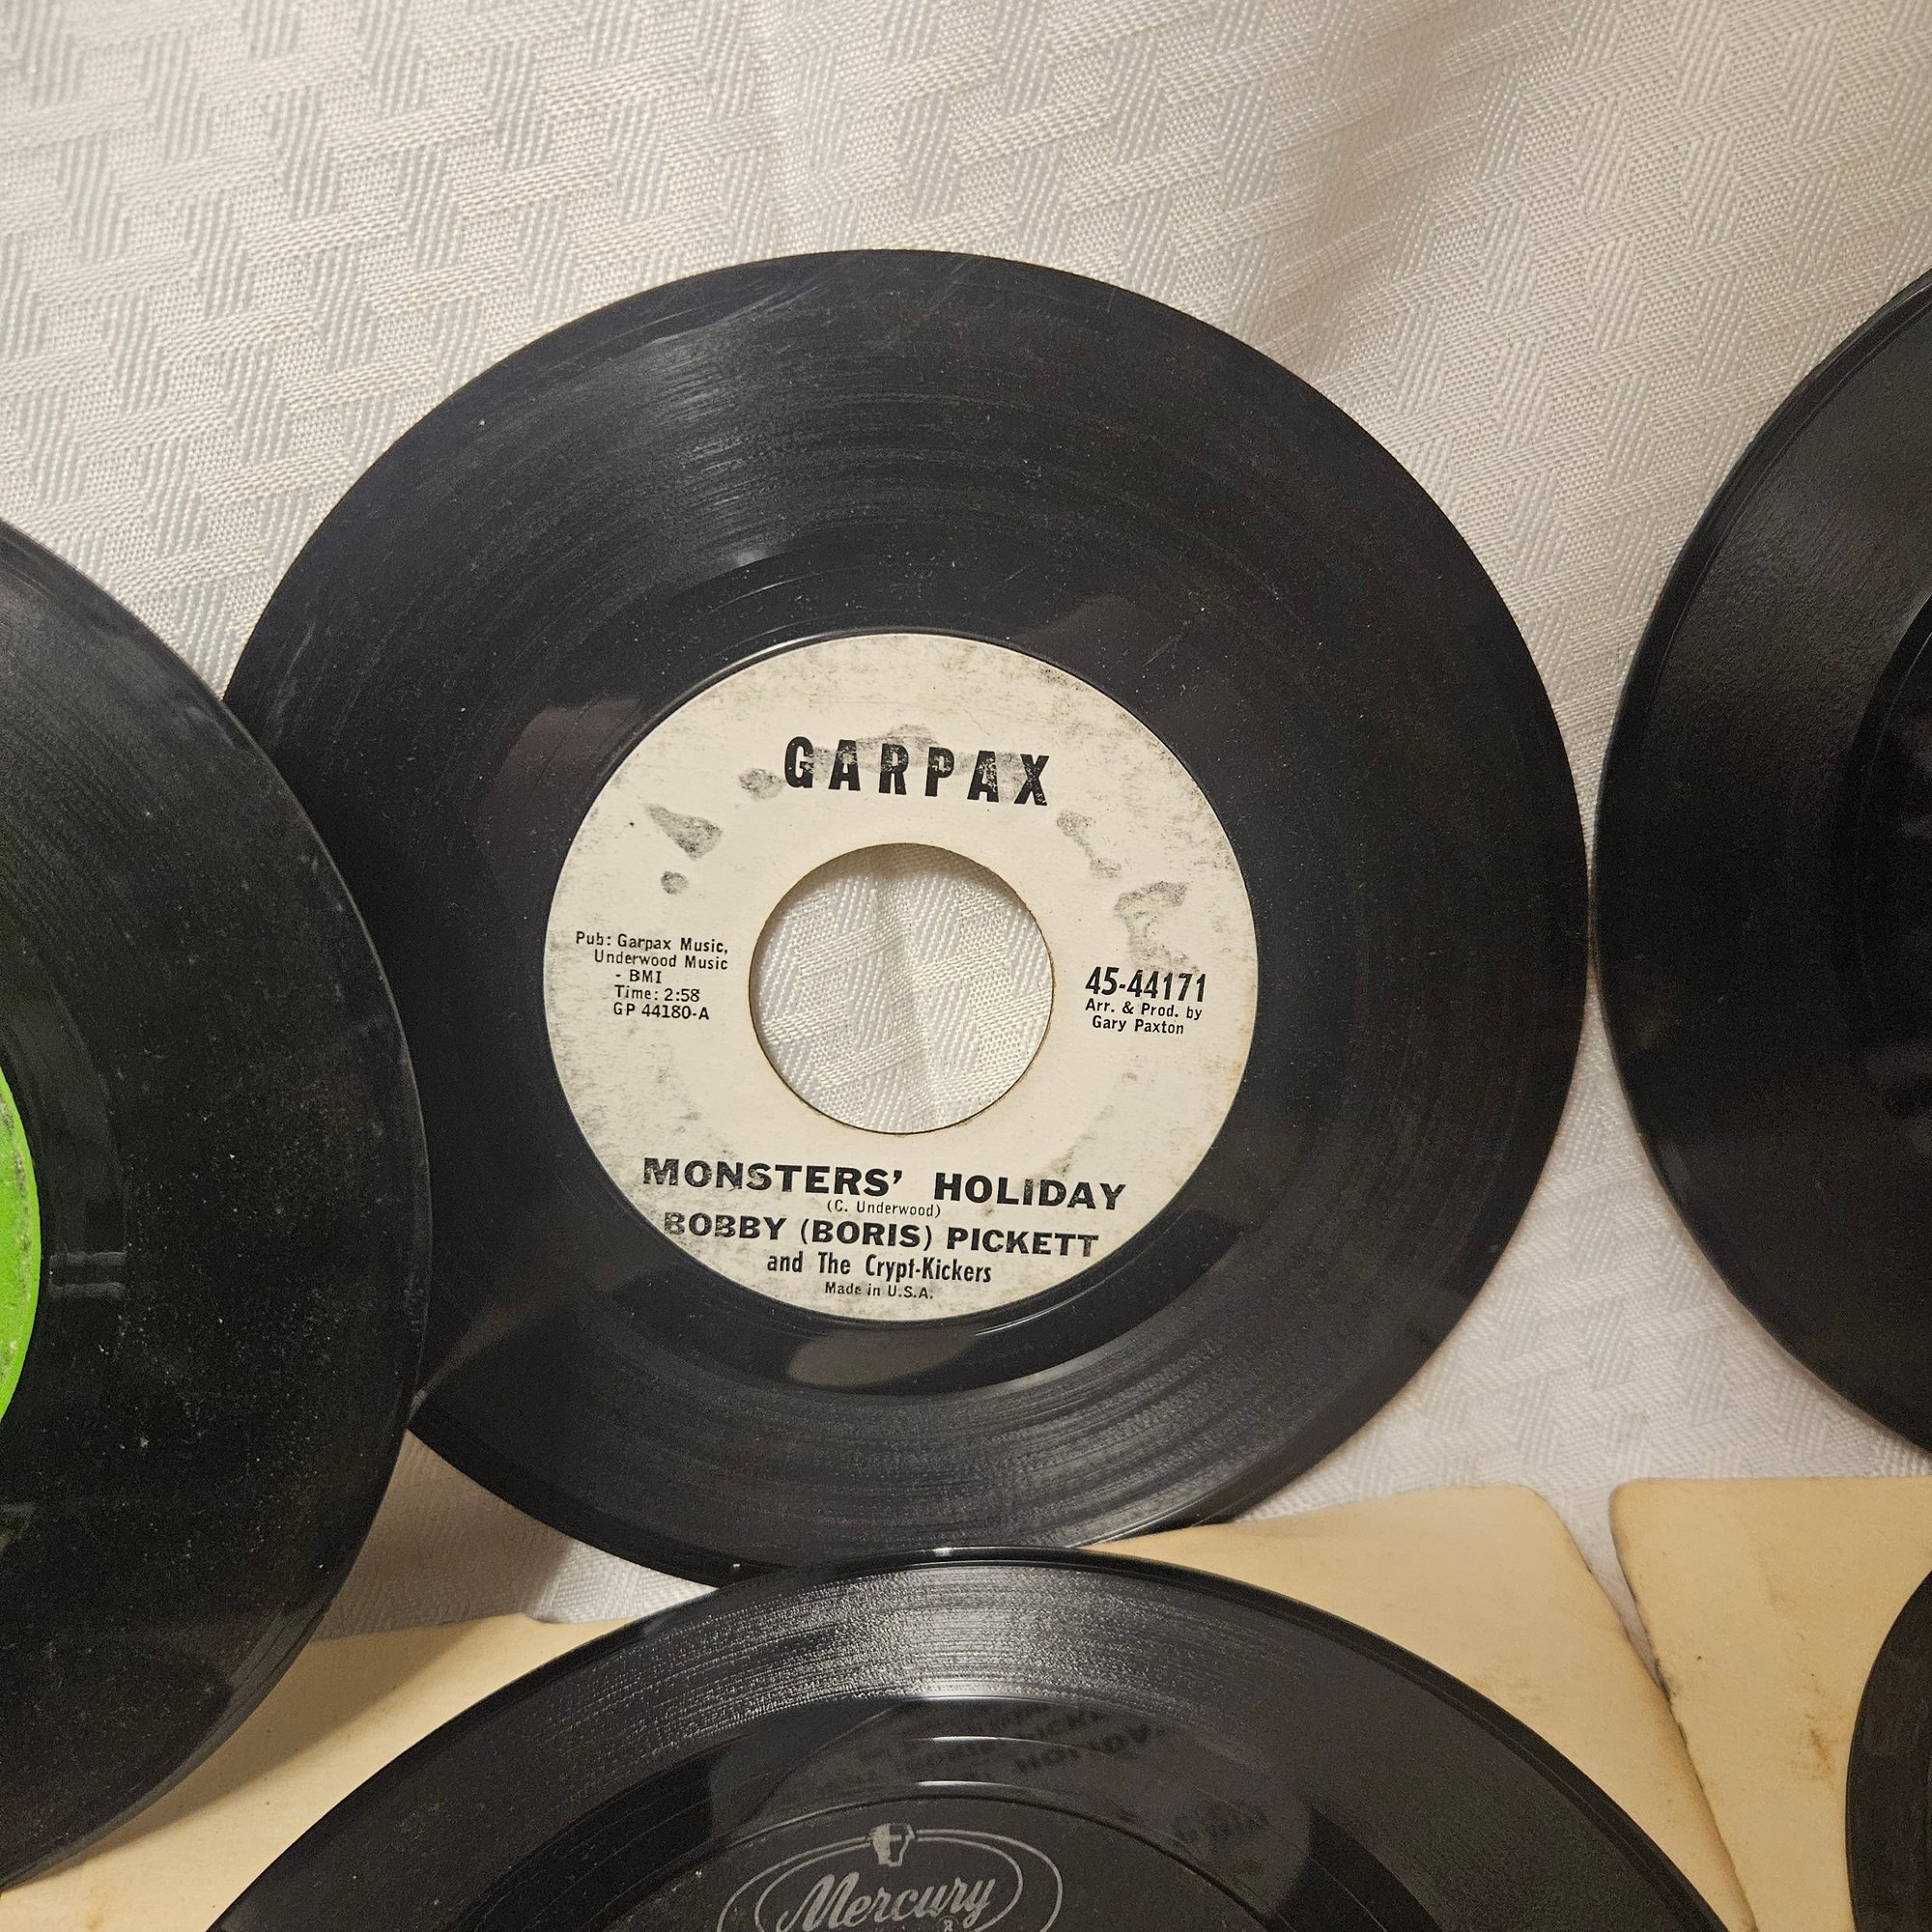 GARPAX
Pub: Garpax Music,
Underwood Music
- BMI
Time: 2:58
GP 44180-A
45-44171
Arr. & Prod. by
Gary Paxton
MONSTERS' HOLIDAY
(C. Underwood)
BOBBY (BORIS) PICKETT
and The Crypt-Kickers
Made in U.S.A.
Mercury
R